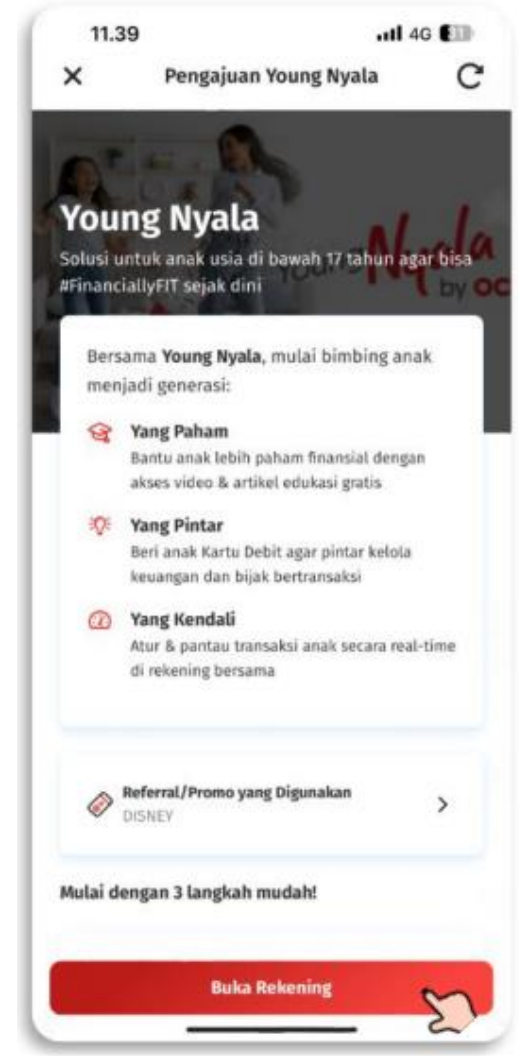 11.39
4G 31
Pengajuan Young Nyala
Young Nyala
Solusi untuk anak usia di bawah 17 tahun agar bisa
#FinanciallyFIT sejak dini
Young Nyala
by OC
Bersama Young Nyala, mulai bimbing anak
menjadi generasi:
Yang Paham
Bantu anak lebih paham finansial dengan
akses video & artikel edukasi gratis
Yang Pintar
Beri anak Kartu Debit agar pintar kelola
keuangan dan bijak bertransaksi
Yang Kendali
Atur & pantau transaksi anak secara real-time
di rekening bersama
Referral/Promo yang Digunakan
DISNEY
Mulai dengan 3 langkah mudah!
Buka Rekening